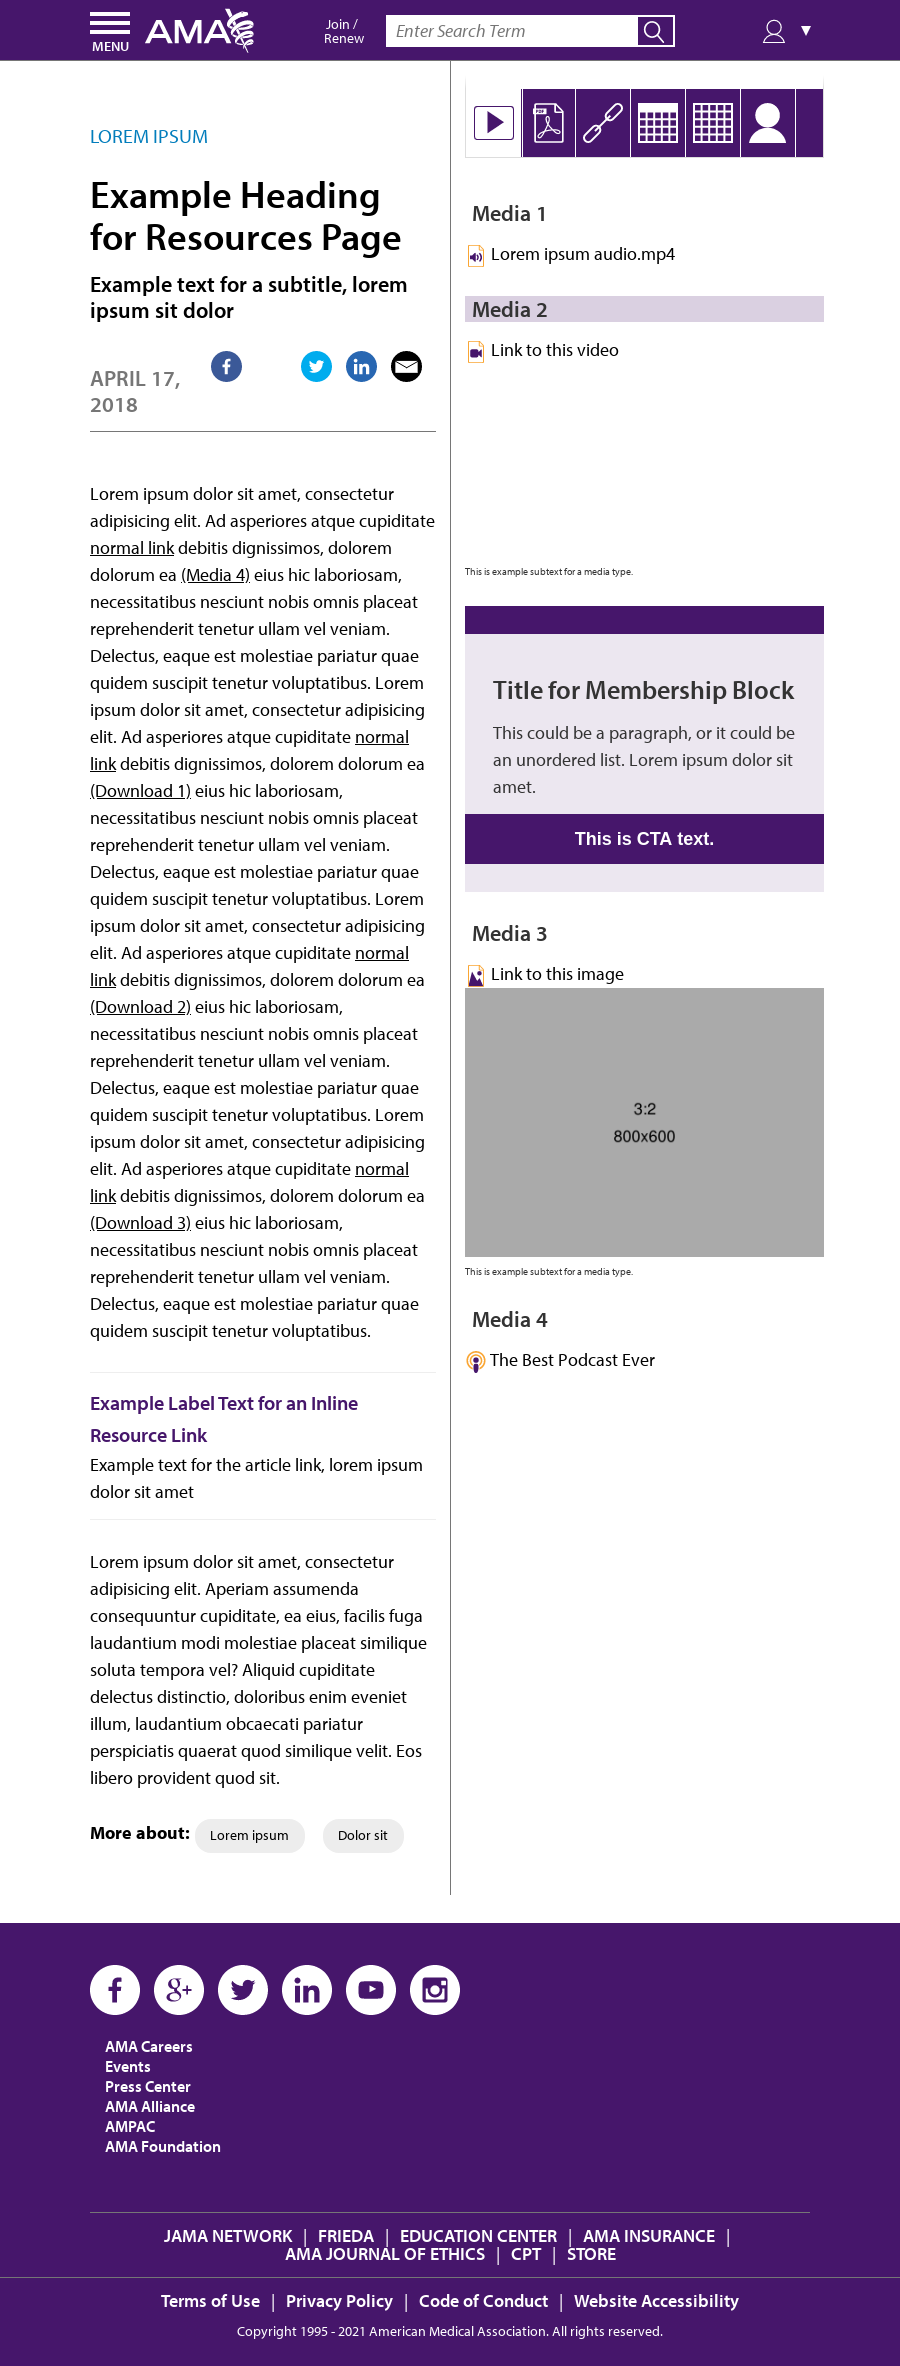 MENU
AMA
Join /
Renew
Enter Search Term
LOREM IPSUM
Example Heading
for Resources Page
Example text for a subtitle, lorem
ipsum sit dolor
APRIL 17,
2018
Lorem ipsum dolor sit amet, consectetur
adipisicing elit. Ad asperiores atque cupiditate
normal link debitis dignissimos, dolorem
dolorum ea (Media 4) eius hic laboriosam,
necessitatibus nesciunt nobis omnis placeat
reprehenderit tenetur ullam vel veniam.
Delectus, eaque est molestiae pariatur quae
quidem suscipit tenetur voluptatibus. Lorem
ipsum dolor sit amet, consectetur adipisicing
elit. Ad asperiores atque cupiditate normal
link debitis dignissimos, dolorem dolorum ea
(Download 1) eius hic laboriosam,
necessitatibus nesciunt nobis omnis placeat
reprehenderit tenetur ullam vel veniam.
Delectus, eaque est molestiae pariatur quae
quidem suscipit tenetur voluptatibus. Lorem
ipsum dolor sit amet, consectetur adipisicing
elit. Ad asperiores atque cupiditate normal
link debitis dignissimos, dolorem dolorum ea
(Download 2) eius hic laboriosam,
necessitatibus nesciunt nobis omnis placeat
reprehenderit tenetur ullam vel veniam.
Delectus, eaque est molestiae pariatur quae
quidem suscipit tenetur voluptatibus. Lorem
ipsum dolor sit amet, consectetur adipisicing
elit. Ad asperiores atque cupiditate normal
link debitis dignissimos, dolorem dolorum ea
(Download 3) eius hic laboriosam,
necessitatibus nesciunt nobis omnis placeat
reprehenderit tenetur ullam vel veniam.
Delectus, eaque est molestiae pariatur quae
quidem suscipit tenetur voluptatibus.
Example Label Text for an Inline
Resource Link
Example text for the article link, lorem ipsum
dolor sit amet
Lorem ipsum dolor sit amet, consectetur
adipisicing elit. Aperiam assumenda
consequuntur cupiditate, ea eius, facilis fuga
laudantium modi molestiae placeat similique
soluta tempora vel? Aliquid cupiditate
delectus distinctio, doloribus enim eveniet
illum, laudantium obcaecati pariatur
perspiciatis quaerat quod similique velit. Eos
libero provident quod sit.
More about: Lorem ipsum Dolor sit
PDF
Media 1
Lorem ipsum audio.mp4
Media 2
Link to this video
This is example subtext for a media type.
Title for Membership Block
This could be a paragraph, or it could be
an unordered list. Lorem ipsum dolor sit
amet.
This is CTA text.
Media 3
Link to this image
3:2
800x600
This is example subtext for a media type.
Media 4
The Best Podcast Ever
AMA Careers
Events
Press Center
AMA Alliance
AMPAC
AMA Foundation
JAMA NETWORK | FRIEDA | EDUCATION CENTER | AMA INSURANCE |
AMA JOURNAL OF ETHICS | CPT | STORE
Terms of Use | Privacy Policy | Code of Conduct | Website Accessibility
Copyright 1995 - 2021 American Medical Association. All rights reserved.